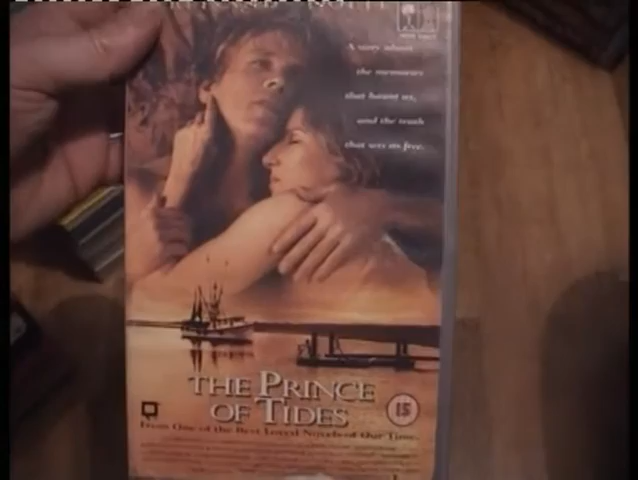 A story about
the memories
that haunt us,
and the truth
that sets us free.
THE PRINCE
OF TIDES
15
From One of the Best Loved Novels of Our Time.